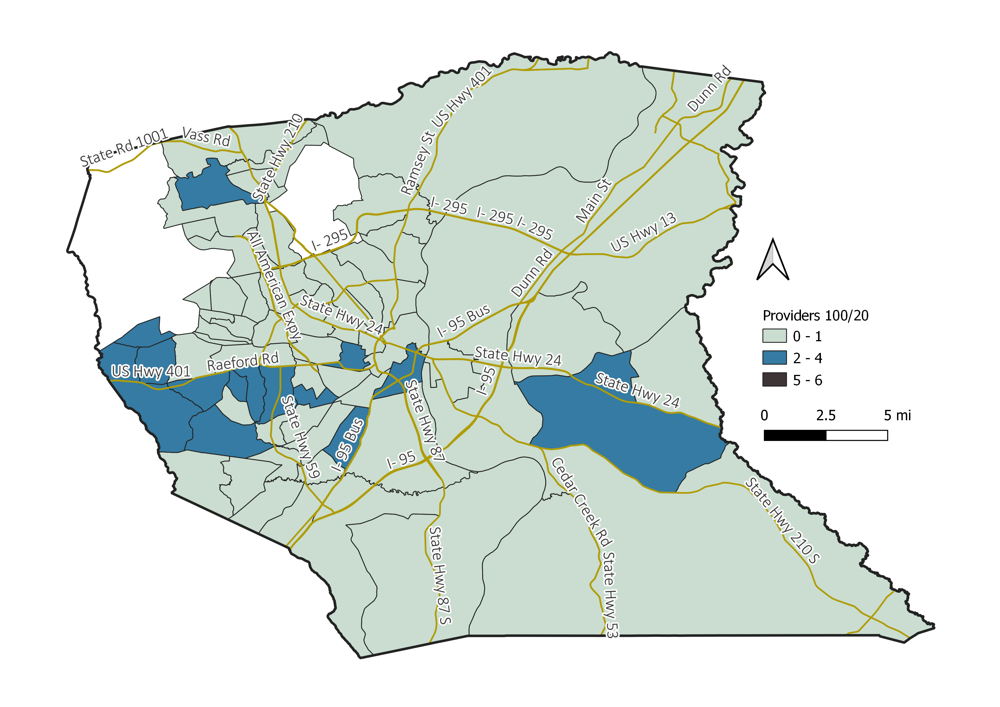 US Hwy 401
Dunn Rd
State Hwy 210
State Rd 1001
Vass Rd
Ramsey St
Main St
I- 295
I- 295
I- 295
US Hwy 13
I- 295
All American Expy
Dunn Rd
State Hwy 24
I- 95 Bus
Providers 100/20
0 - 1
2 - 4
5 - 6
State Hwy 24
Raeford Rd
US Hwy 401
I- 95
State Hwy 24
State Hwy 59
State Hwy 87
0 2.5 5 mi
I- 95 Bus
I- 95
Cedar Creek Rd
State Hwy 210 S
State Hwy 87 S
State Hwy 53